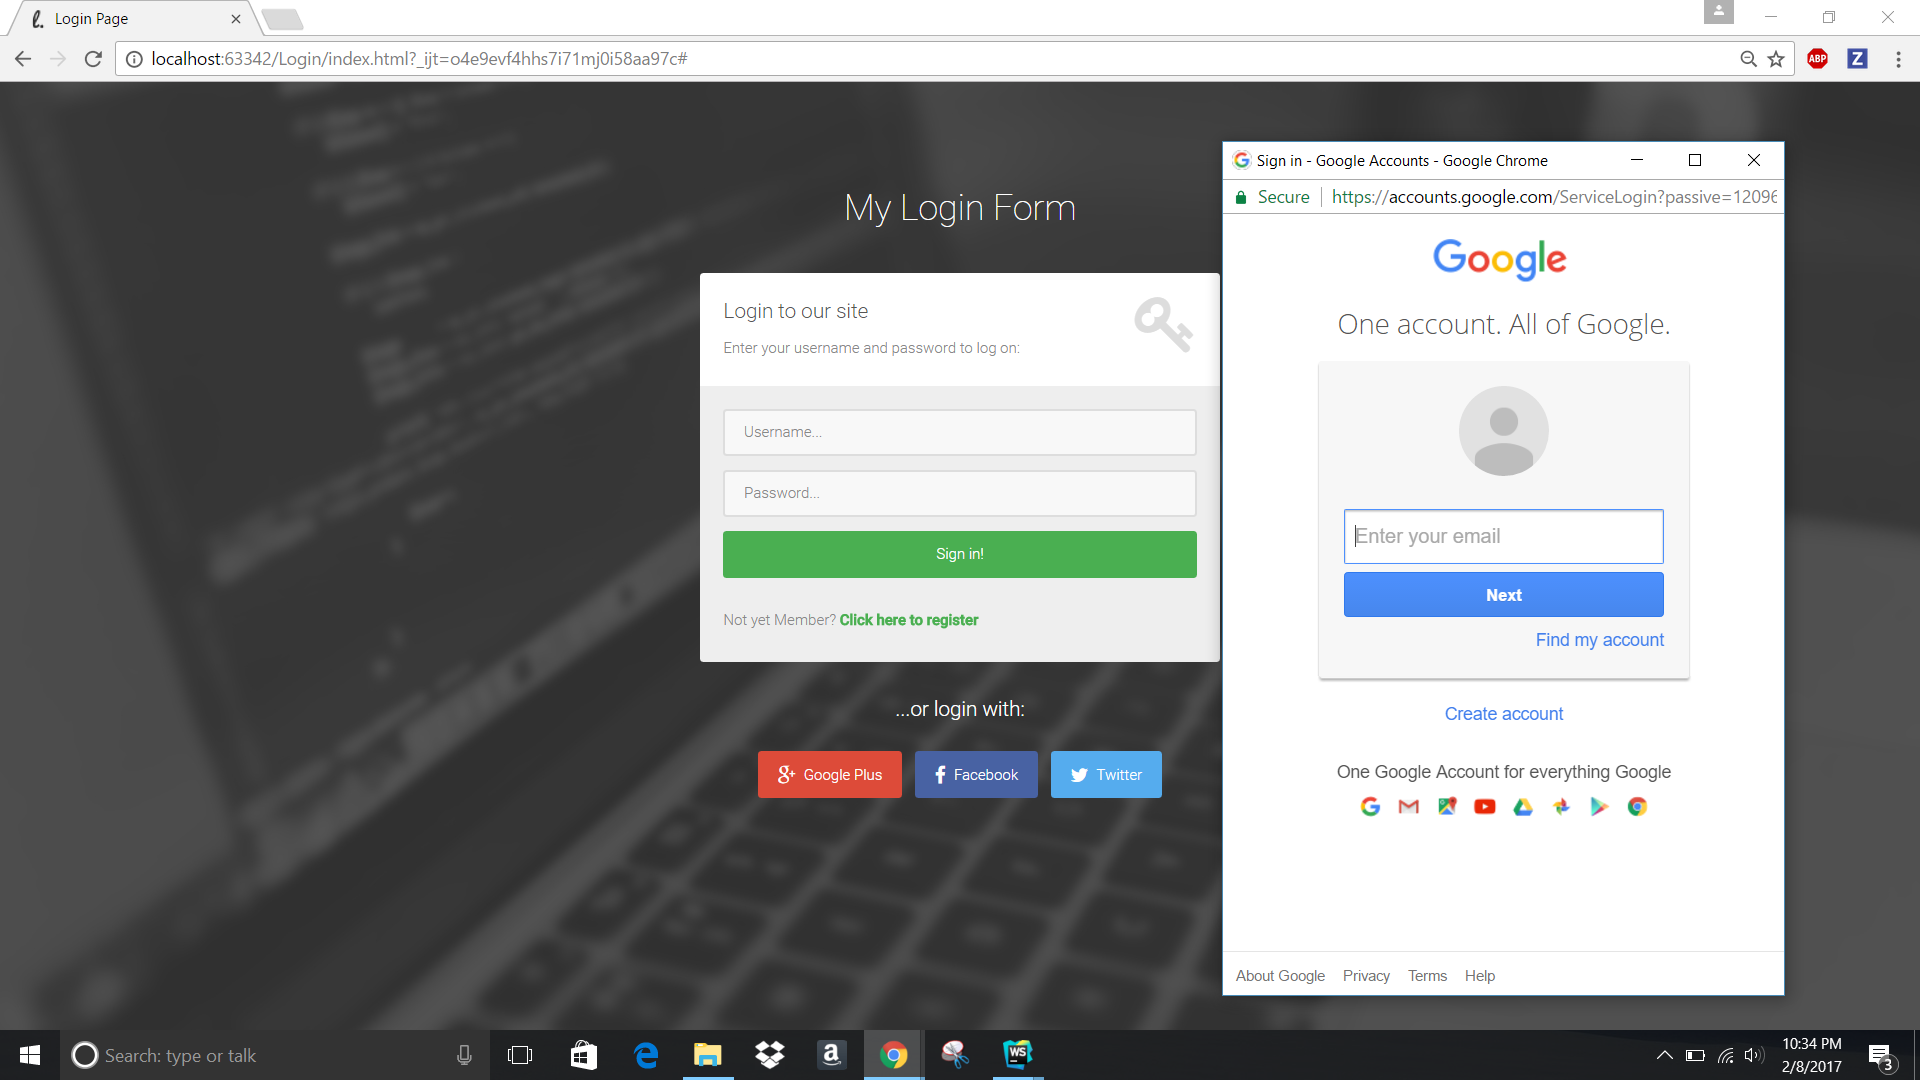 Login Page
localhost:63342/Login/index.html?_ijt=o4e9evf4hhs7i71mj0i58aa97c#
ABP
Z
My Login Form
Login to our site
Enter your username and password to log on:
Username...
Password...
Sign in!
Not yet Member? Click here to register
...or login with:
Google Plus
Facebook
Twitter
Sign in - Google Accounts - Google Chrome
Secure
https://accounts.google.com/ServiceLogin?passive=12096
Google
One account. All of Google.
Enter your email
Next
Find my account
Create account
One Google Account for everything Google
About Google Privacy Terms Help
Search: type or talk
a
WS
10:34 PM
2/8/2017
3